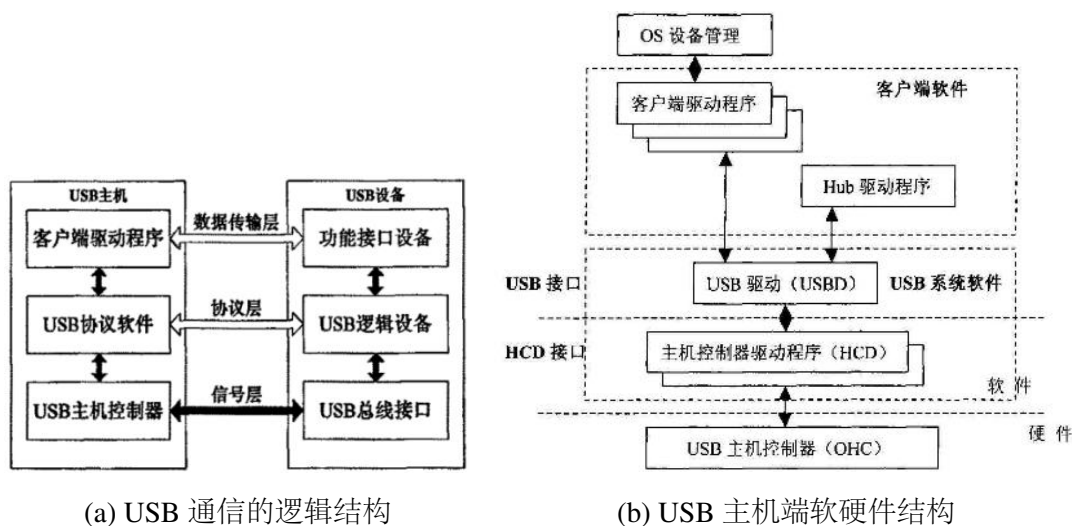 USB主机
USB设备
客户端驱动程序
数据传输层
功能接口设备
USB协议软件
协议层
USB逻辑设备
USB主机控制器
信号层
USB总线接口
(a) USB 通信的逻辑结构
OS 设备管理
客户端软件
客户端驱动程序
Hub 驱动程序
USB 接口
USB 驱动（USBD）
USB 系统软件
HCD 接口
主机控制器驱动程序（HCD）
软 件
硬 件
USB 主机控制器（OHC）
(b) USB 主机端软硬件结构